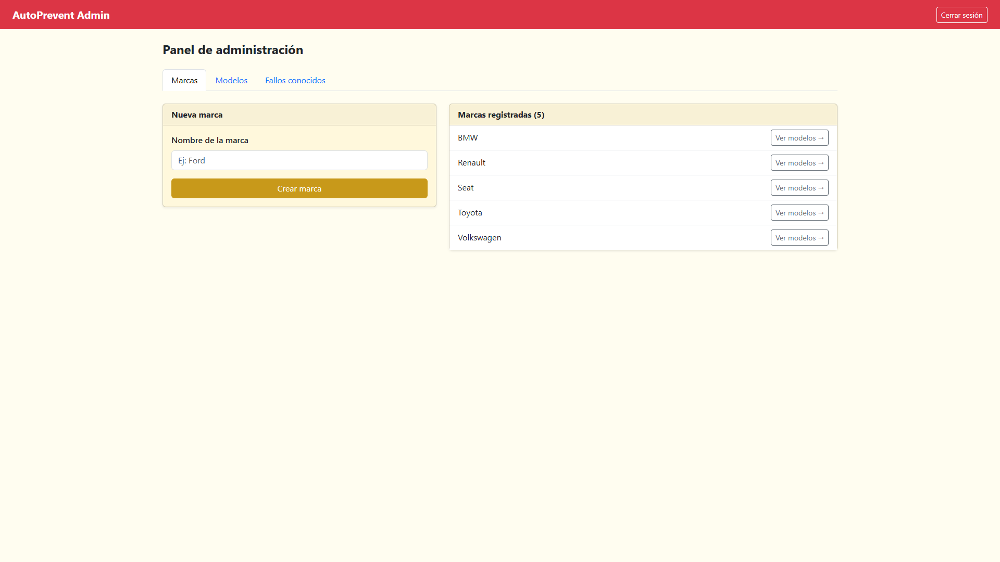 AutoPrevent Admin
Cerrar sesión
Panel de administración
Marcas
Modelos
Fallos conocidos
Nueva marca
Nombre de la marca
Ej: Ford
Crear marca
Marcas registradas (5)
BMW
Ver modelos →
Renault
Ver modelos →
Seat
Ver modelos →
Toyota
Ver modelos →
Volkswagen
Ver modelos →